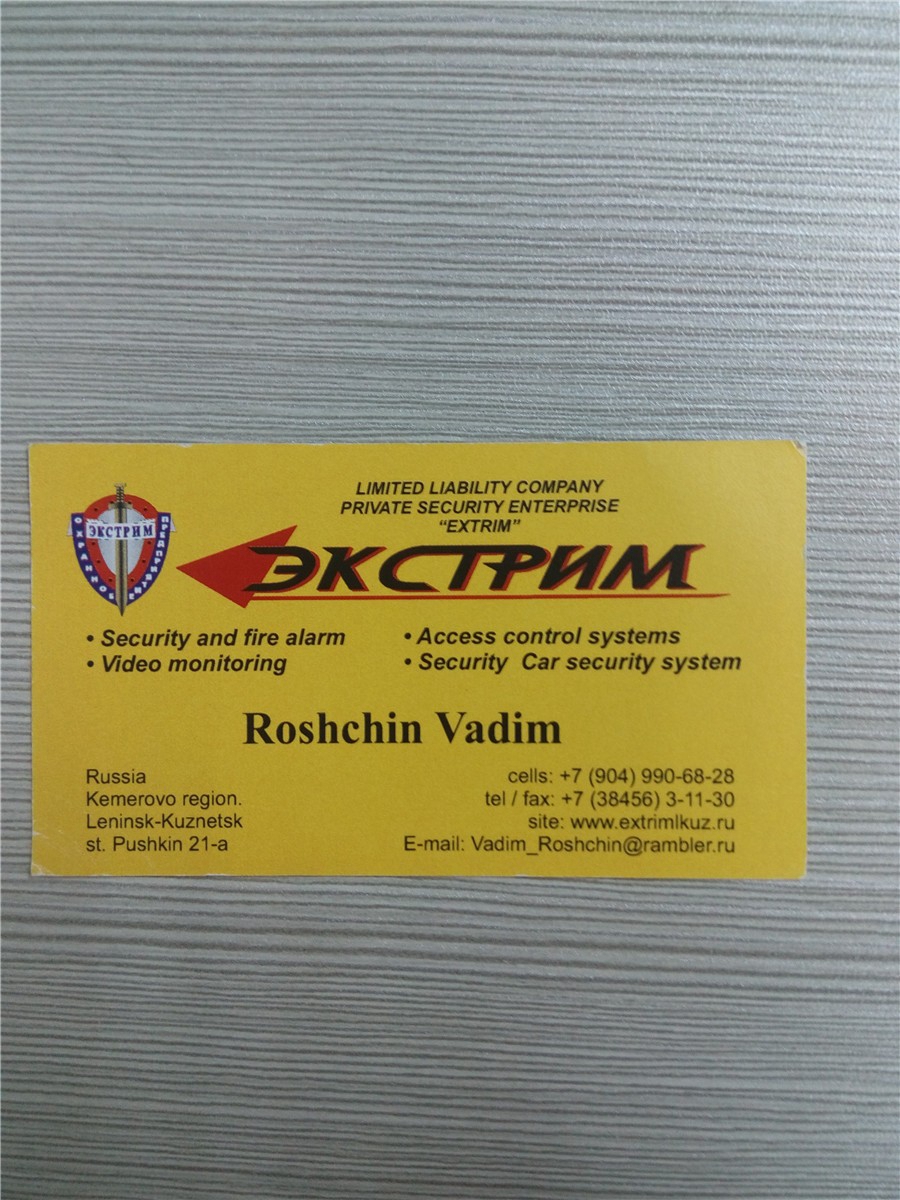 LIMITED LIABILITY COMPANY
PRIVATE SECURITY ENTERPRISE
“EXTRIM”
ЭКСТРИМ
ЭКСТРИМ
ОХРАННОЕ ПРЕДПРИЯТИЕ
• Security and fire alarm
• Video monitoring
• Access control systems
• Security Car security system
Roshchin Vadim
Russia
Kemerovo region.
Leninsk-Kuznetsk
st. Pushkin 21-a
cells: +7 (904) 990-68-28
tel / fax: +7 (38456) 3-11-30
site: www.extrimlkuz.ru
E-mail: Vadim_Roshchin@rambler.ru